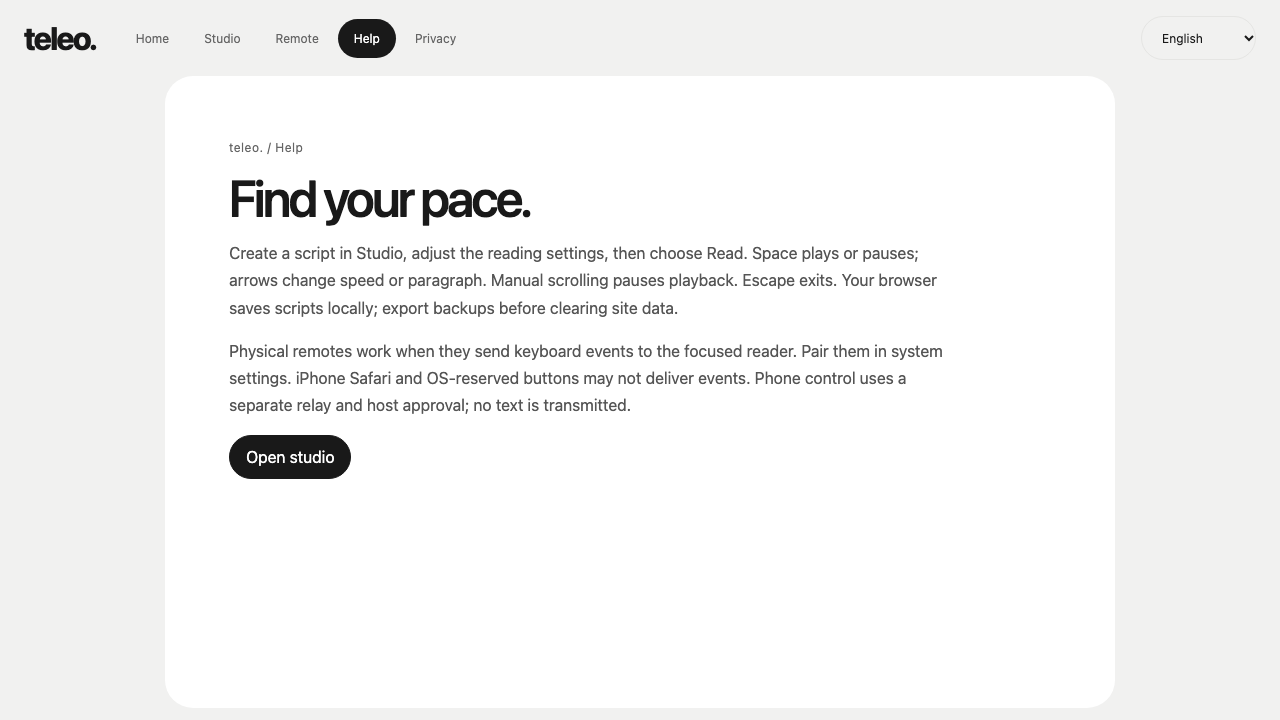 teleo.
Home
Studio
Remote
Help
Privacy
English
teleo. / Help
Find your pace.
Create a script in Studio, adjust the reading settings, then choose Read. Space plays or pauses;
arrows change speed or paragraph. Manual scrolling pauses playback. Escape exits. Your browser
saves scripts locally; export backups before clearing site data.
Physical remotes work when they send keyboard events to the focused reader. Pair them in system
settings. iPhone Safari and OS-reserved buttons may not deliver events. Phone control uses a
separate relay and host approval; no text is transmitted.
Open studio